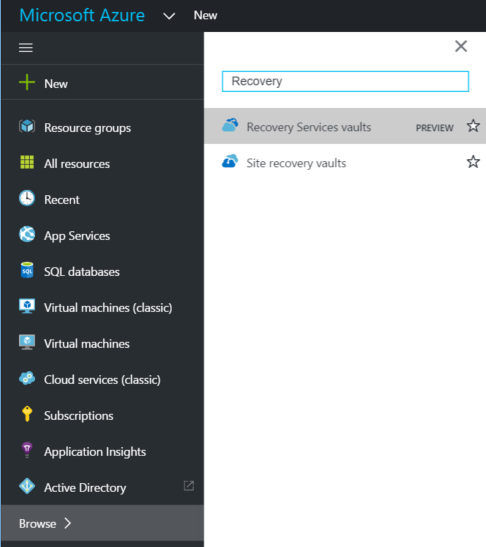 Microsoft Azure New
New
Resource groups
All resources
Recent
App Services
SQL databases
Virtual machines (classic)
Virtual machines
Cloud services (classic)
Subscriptions
Application Insights
Active Directory
Browse
Recovery
Recovery Services vaults PREVIEW
Site recovery vaults